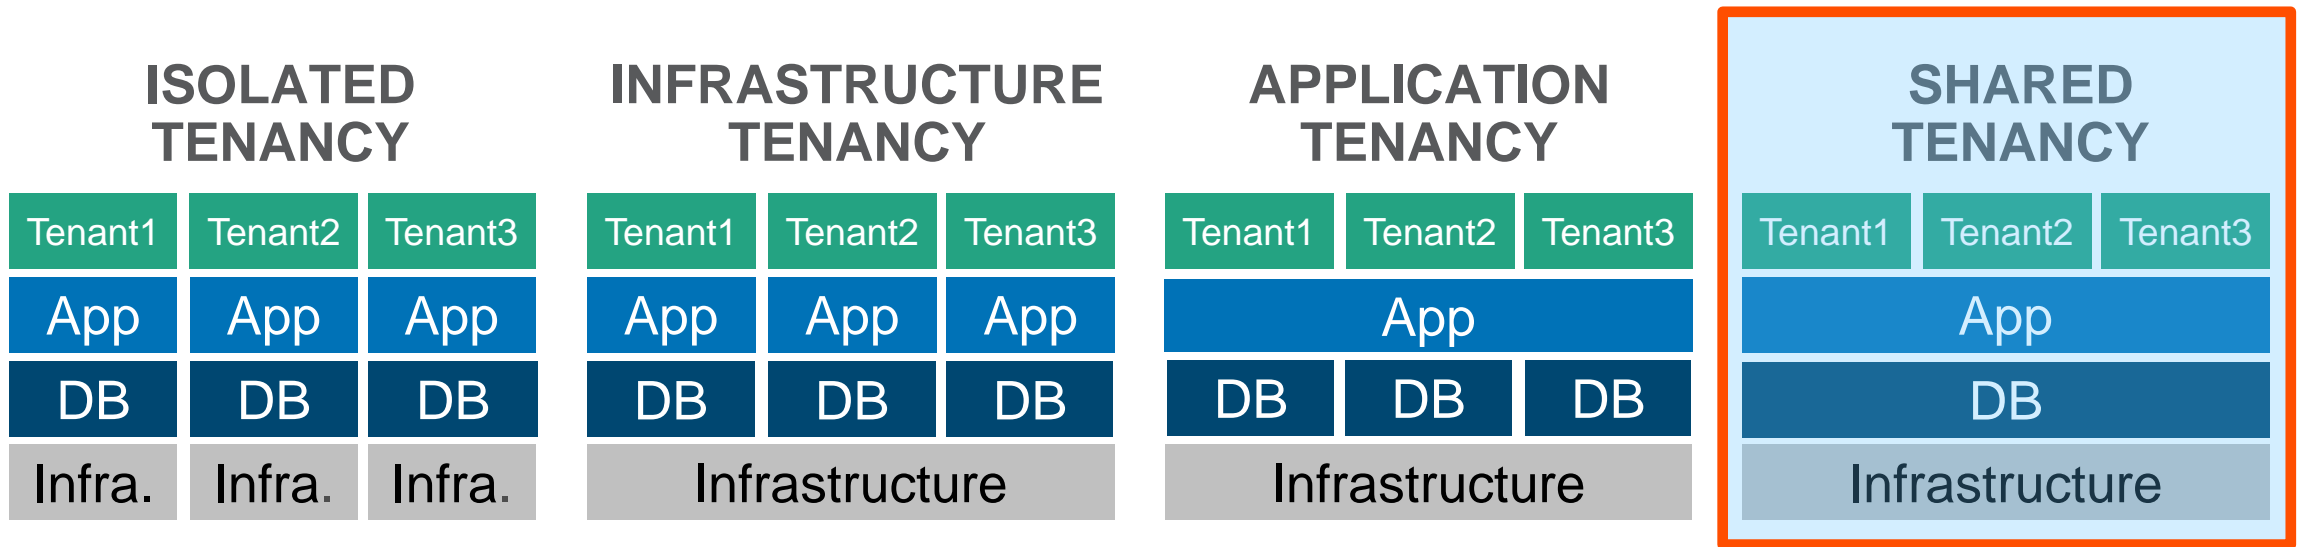 ISOLATED
TENANCY
Tenant1 Tenant2 Tenant3
App App App
DB DB DB
Infra. Infra. Infra.
INFRASTRUCTURE
TENANCY
Tenant1 Tenant2 Tenant3
App App App
DB DB DB
Infrastructure
APPLICATION
TENANCY
Tenant1 Tenant2 Tenant3
App
DB DB DB
Infrastructure
SHARED
TENANCY
Tenant1 Tenant2 Tenant3
App
DB
Infrastructure